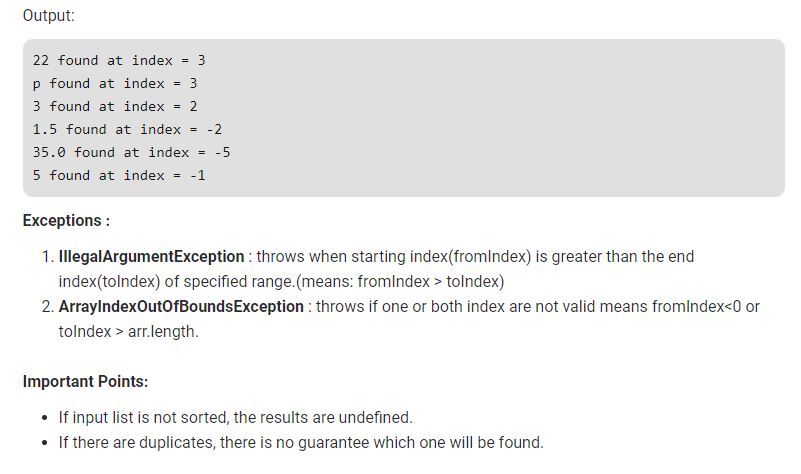 Output:
22 found at index = 3
p found at index = 3
3 found at index = 2
1.5 found at index = -2
35.0 found at index = -5
5 found at index = -1
Exceptions :
1. IllegalArgumentException : throws when starting index(fromIndex) is greater than the end
index(toIndex) of specified range.(means: fromIndex > toIndex)
2. ArrayIndexOutOfBoundsException : throws if one or both index are not valid means fromIndex<0 or
toIndex > arr.length.
Important Points:
• If input list is not sorted, the results are undefined.
• If there are duplicates, there is no guarantee which one will be found.